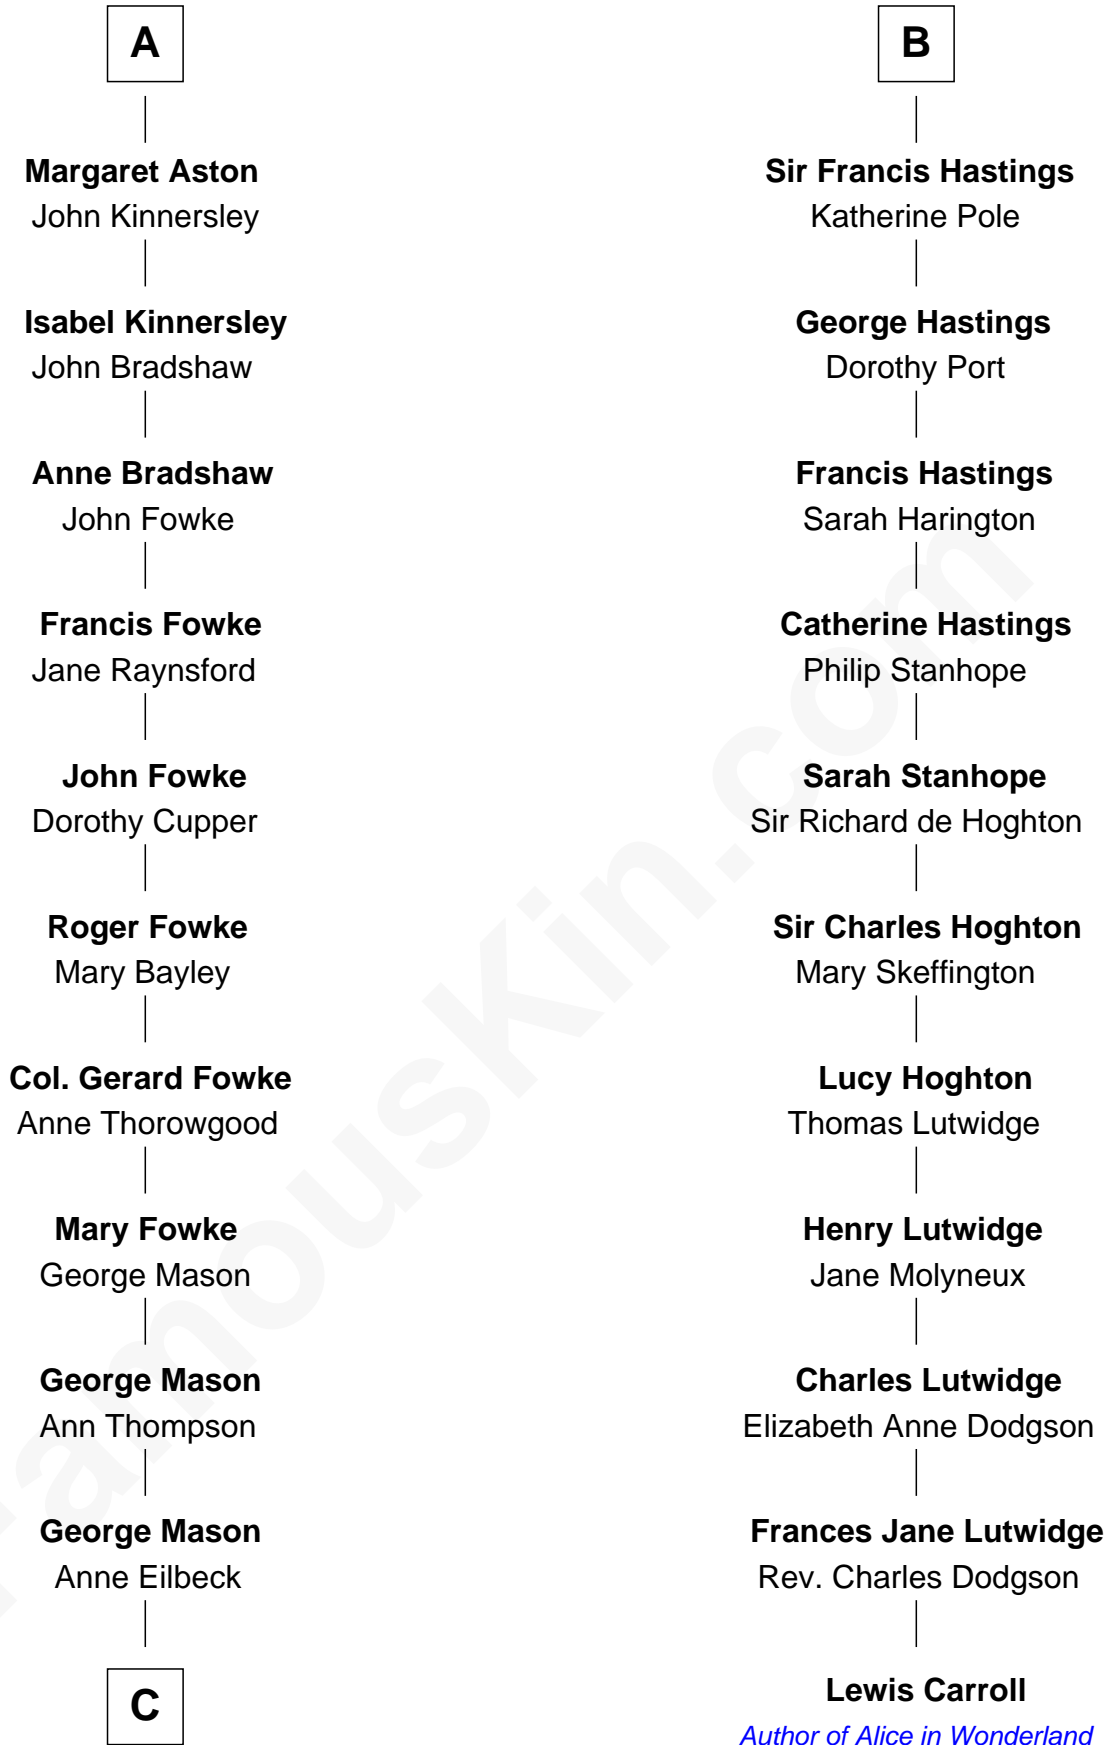 A
Margaret Aston
John Kinnersley
Isabel Kinnersley
John Bradshaw
Anne Bradshaw
John Fowke
Francis Fowke
Jane Raynsford
John Fowke
Dorothy Cupper
Roger Fowke
Mary Bayley
Col. Gerard Fowke
Anne Thorowgood
Mary Fowke
George Mason
George Mason
Ann Thompson
George Mason
Anne Eilbeck
C
B
Sir Francis Hastings
Katherine Pole
George Hastings
Dorothy Port
Francis Hastings
Sarah Harington
Catherine Hastings
Philip Stanhope
Sarah Stanhope
Sir Richard de Hoghton
Sir Charles Hoghton
Mary Skeffington
Lucy Hoghton
Thomas Lutwidge
Henry Lutwidge
Jane Molyneux
Charles Lutwidge
Elizabeth Anne Dodgson
Frances Jane Lutwidge
Rev. Charles Dodgson
Lewis Carroll
Author of Alice in Wonderland
FamousKin.com